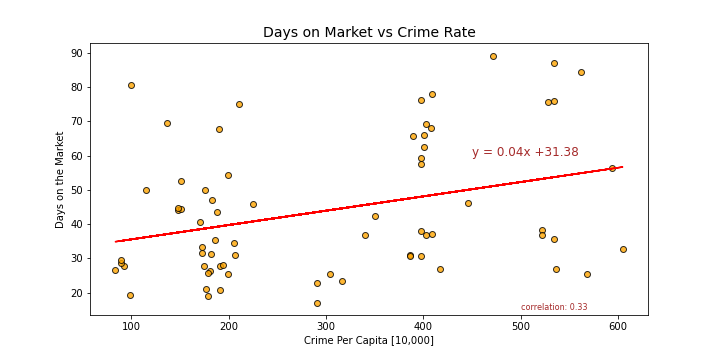 Days on Market vs Crime Rate
Days on the Market
90
80
70
60
50
40
30
20
y = 0.04x +31.38
correlation: 0.33
100
200
300
400
500
600
Crime Per Capita [10,000]